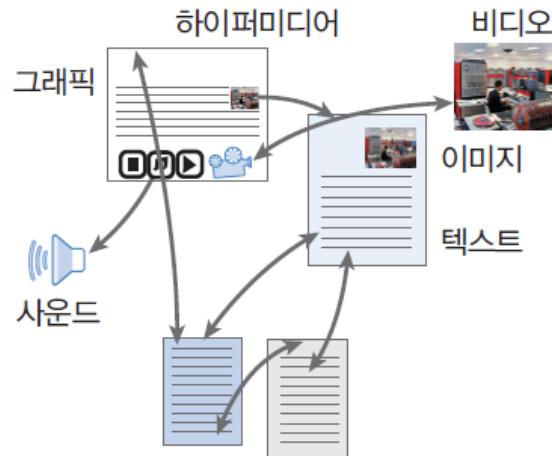 하이퍼미디어
비디오
그래픽
이미지
텍스트
사운드